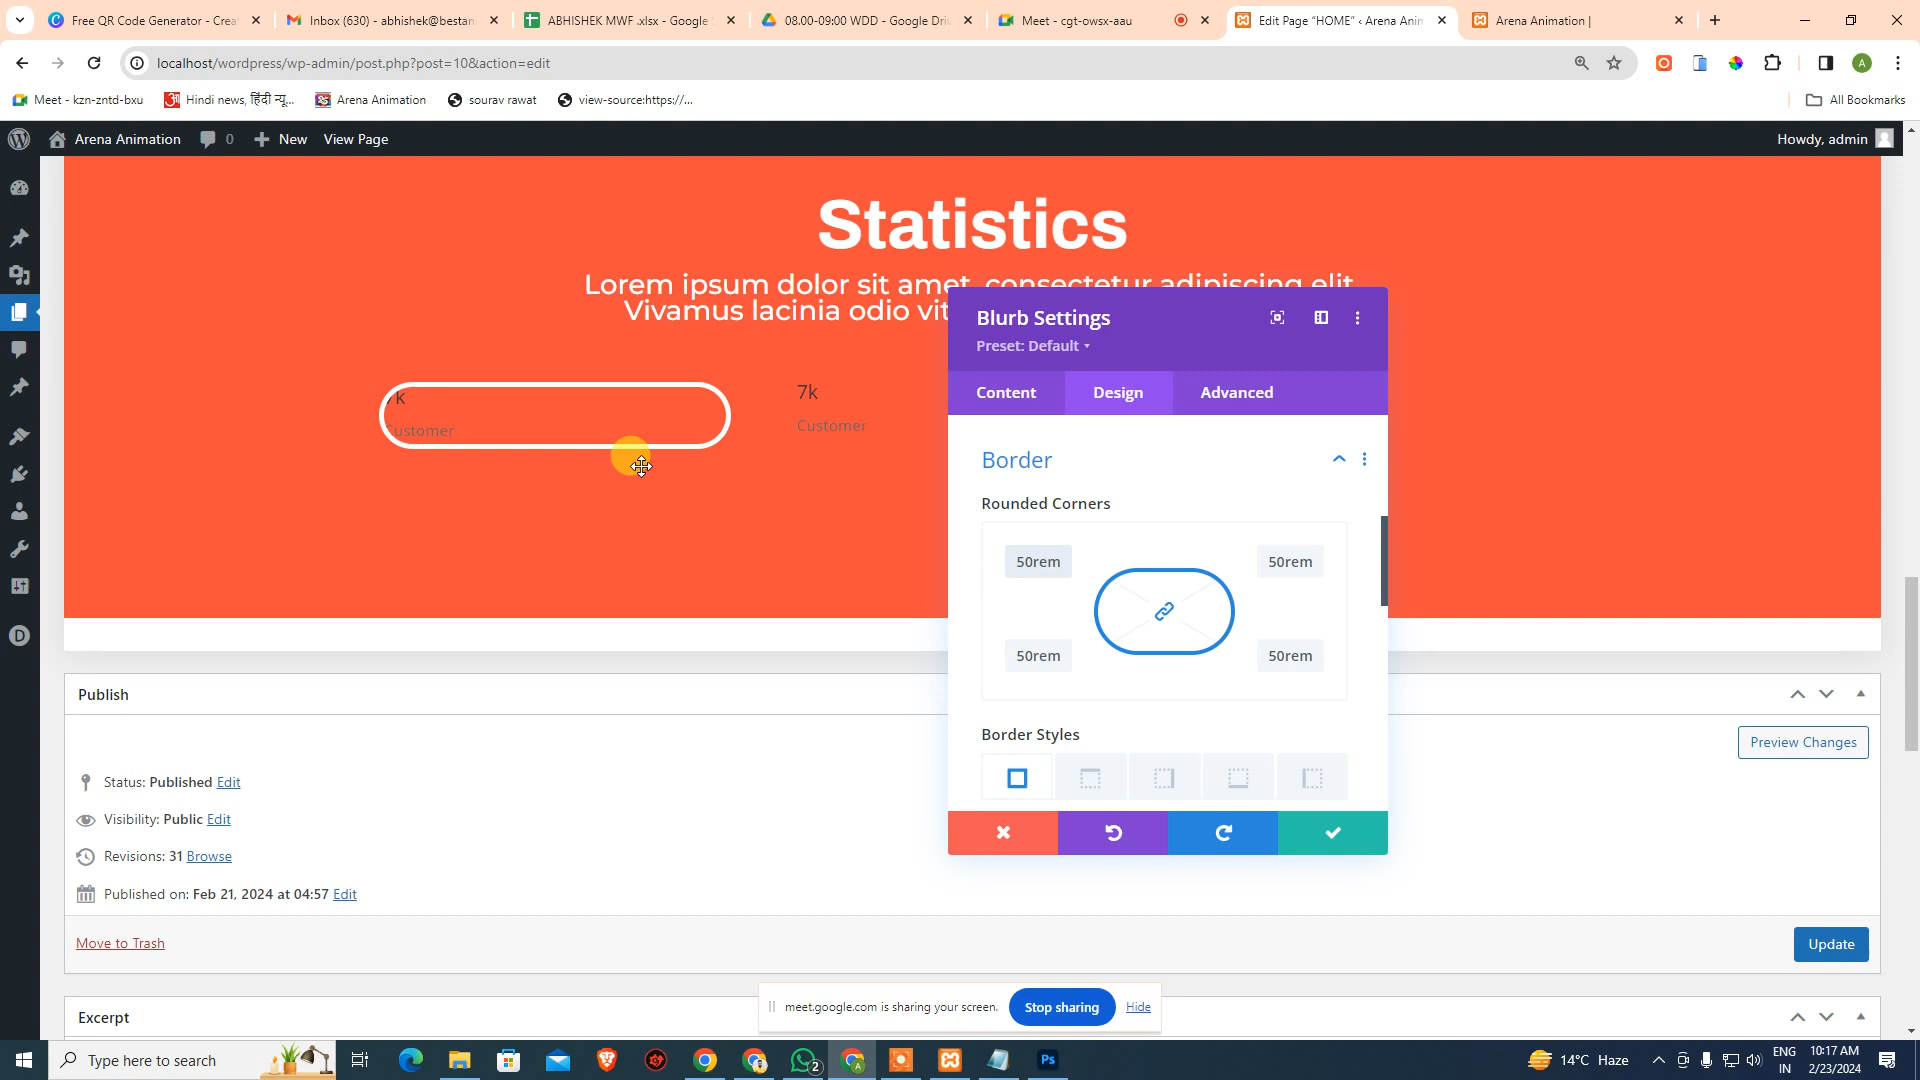 Free QR Code Generator - Crea
Inbox (630) - abhishek@bestani
ABHISHEK MWF .xlsx - Google
08.00-09:00 WDD - Google Dri
Meet - cgt-owsx-aau
Edit Page "HOME" ‹ Arena Anim
Arena Animation |
localhost/wordpress/wp-admin/post.php?post=10&action=edit
A
Meet - kzn-zntd-bxu
Hindi news, हिंदी न्यू...
Arena Animation
sourav rawat
view-source:https://...
All Bookmarks
Arena Animation
0
New
View Page
Howdy, admin
Statistics
Lorem ipsum dolor sit amet, consectetur adipiscing elit.
Vivamus lacinia odio vit
7k
Customer
7k
Customer
Blurb Settings
Preset: Default
Content
Design
Advanced
Border
Rounded Corners
50rem
50rem
50rem
50rem
Border Styles
Publish
Preview Changes
Status: Published Edit
Visibility: Public Edit
Revisions: 31 Browse
Published on: Feb 21, 2024 at 04:57 Edit
Move to Trash
Update
Excerpt
meet.google.com is sharing your screen.
Stop sharing
Hide
Type here to search
2
A
Ps
14°C Haze
ENG
IN
10:17 AM
2/23/2024